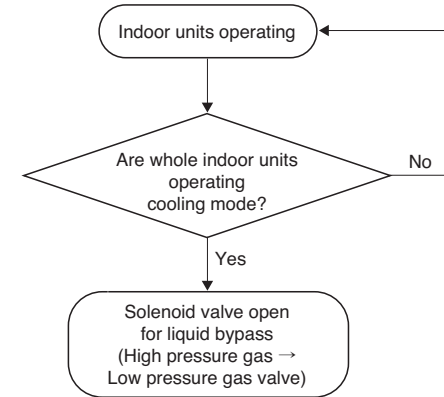 Indoor units operating
Are whole indoor units
operating
cooling mode?
No
Yes
Solenoid valve open
for liquid bypass
(High pressure gas →
Low pressure gas valve)